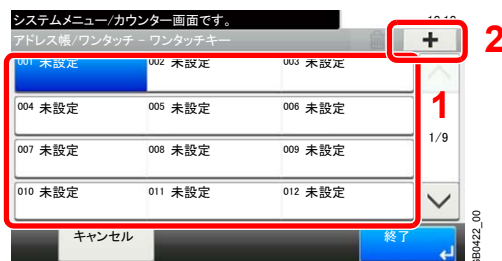 システムメニュー/カウンター画面です。
アドレス帳/ワンタッチ - ワンタッチキー
+
2
001 未設定 002 未設定 003 未設定
1
004 未設定 005 未設定 006 未設定
1/9
007 未設定 008 未設定 009 未設定
010 未設定 011 未設定 012 未設定
キャンセル 終了